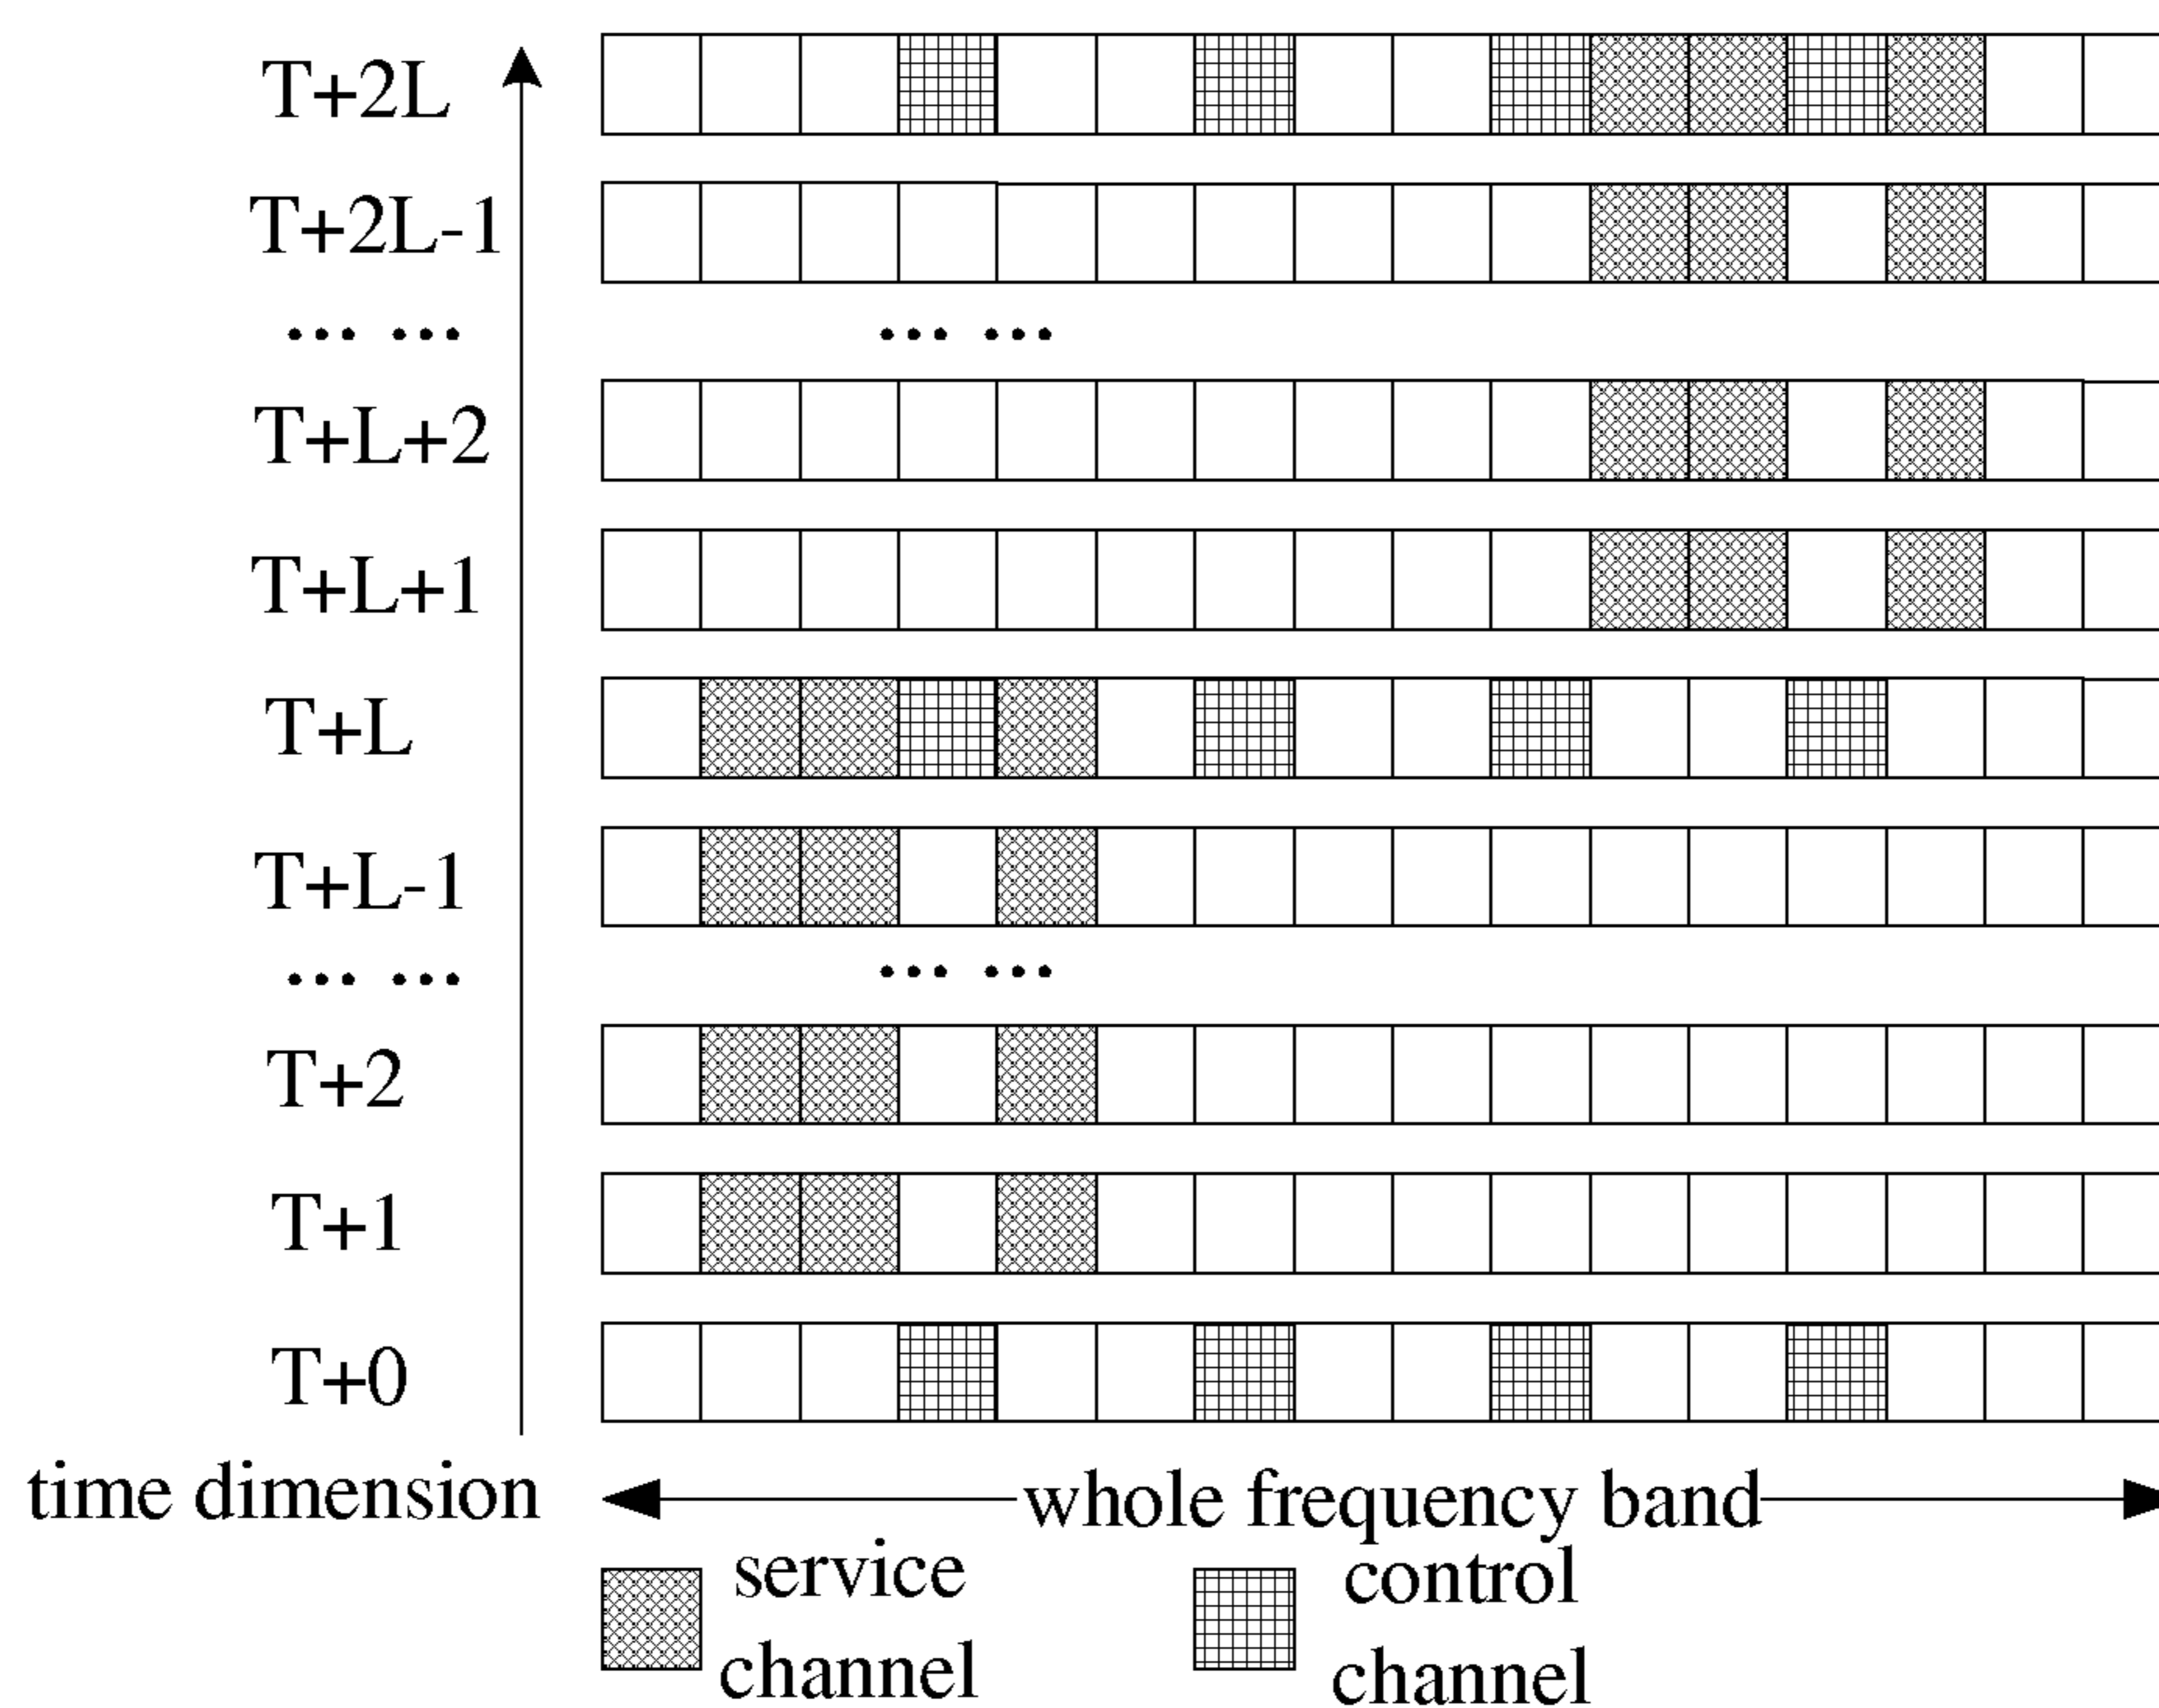 T+2L
T+2L-1
... ... ... ...
T+L+2
T+L+1
T+L
T+L-1
... ... ... ...
T+2
T+1
T+0
time dimension whole frequency band
service control
channel channel